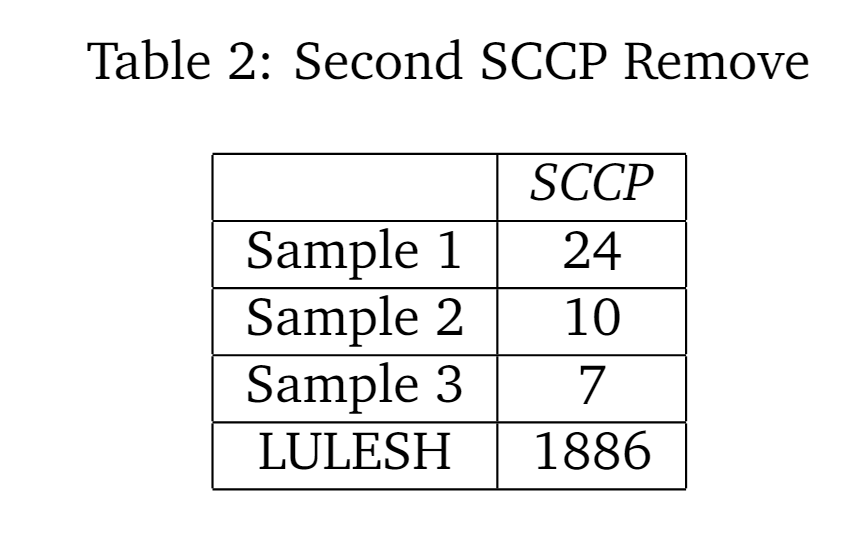 Table 2: Second SCCP Remove
SCCP
Sample 1 24
Sample 2 10
Sample 3 7
LULESH 1886